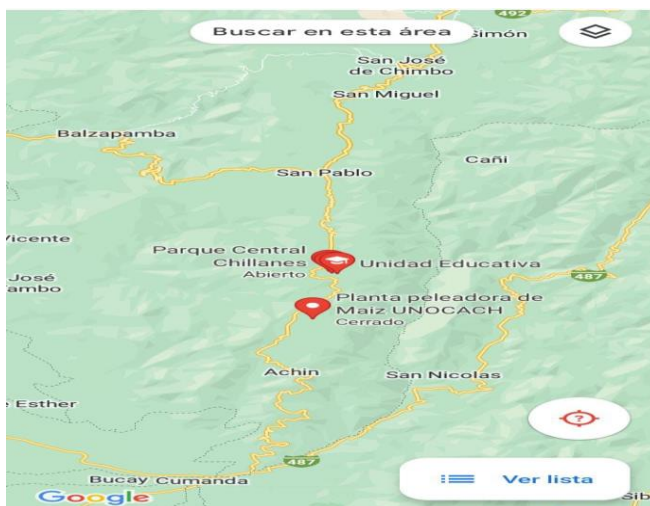 492
Buscar en esta área
Simón
San José
de Chimbo
San Miguel
Balzapamba
Cañi
San Pablo
Vicente
Parque Central
Chillanes
Abierto
Unidad Educativa
487
José
ambo
Planta peleadora de
Maiz UNOCACH
Cerrado
Achin
San Nicolas
Esther
487
Bucay
Cumanda
Ver lista
Google
Sib